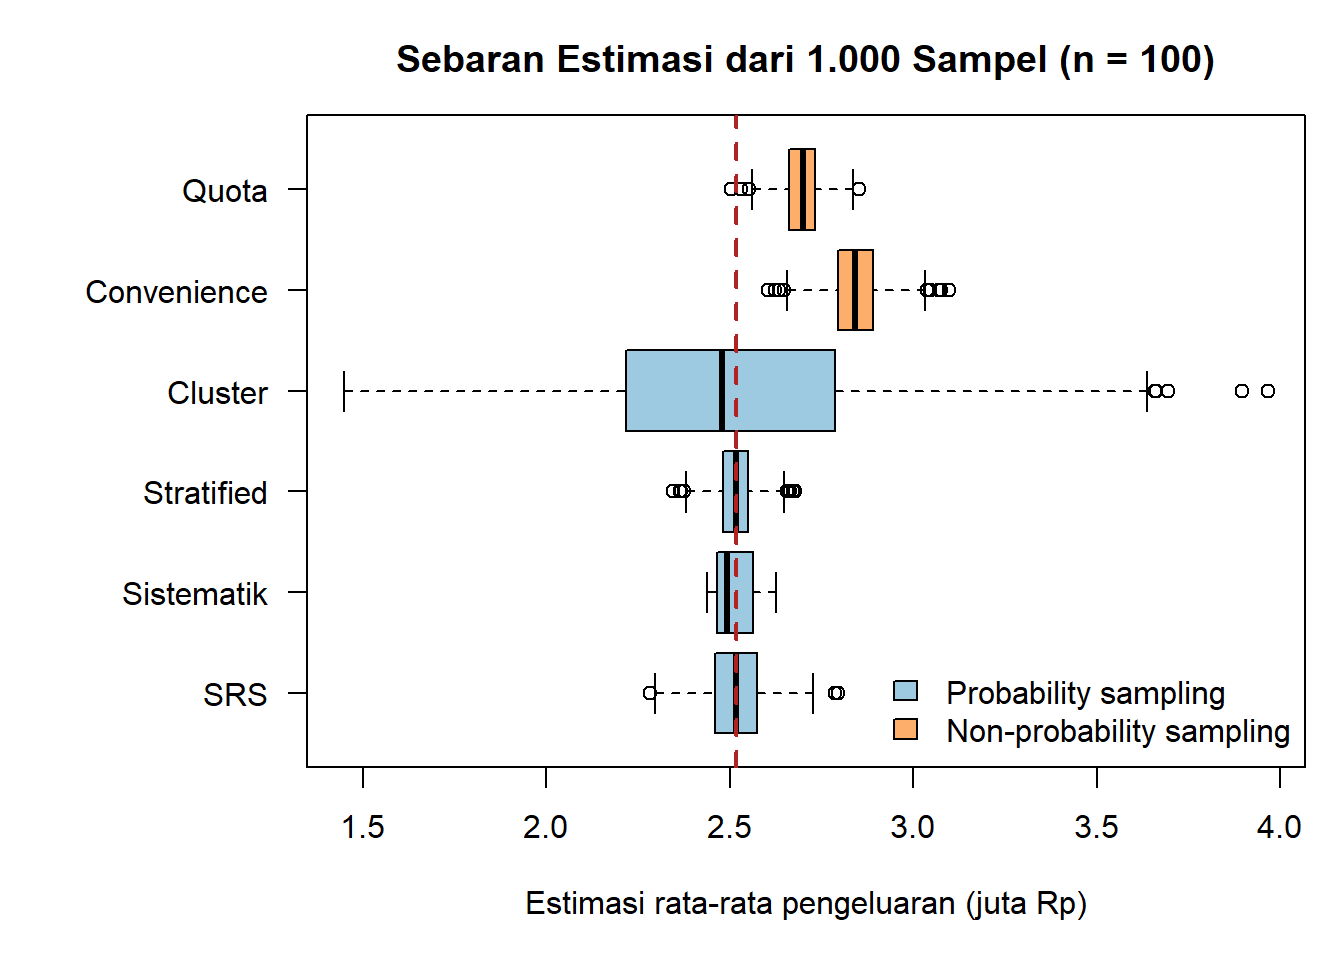 Sebaran Estimasi dari 1.000 Sampel (n = 100)
Quota
Convenience
Cluster
Stratified
Sistematik
SRS
Probability sampling
Non-probability sampling
1.5 2.0 2.5 3.0 3.5 4.0
Estimasi rata-rata pengeluaran (juta Rp)